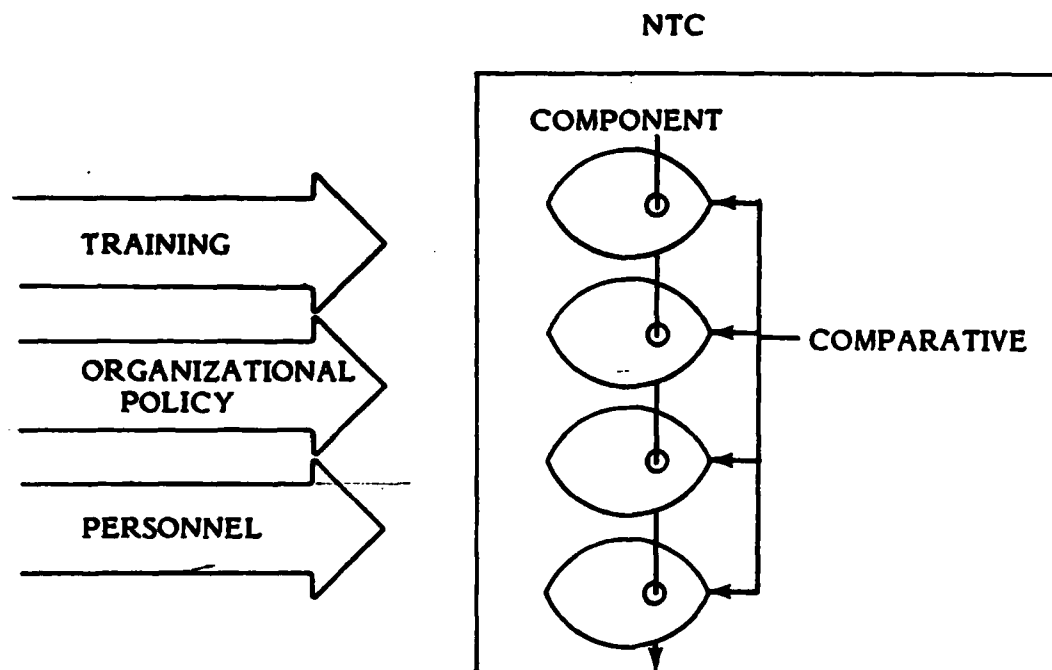 NTC
COMPONENT
TRAINING
ORGANIZATIONAL
POLICY
COMPARATIVE
PERSONNEL